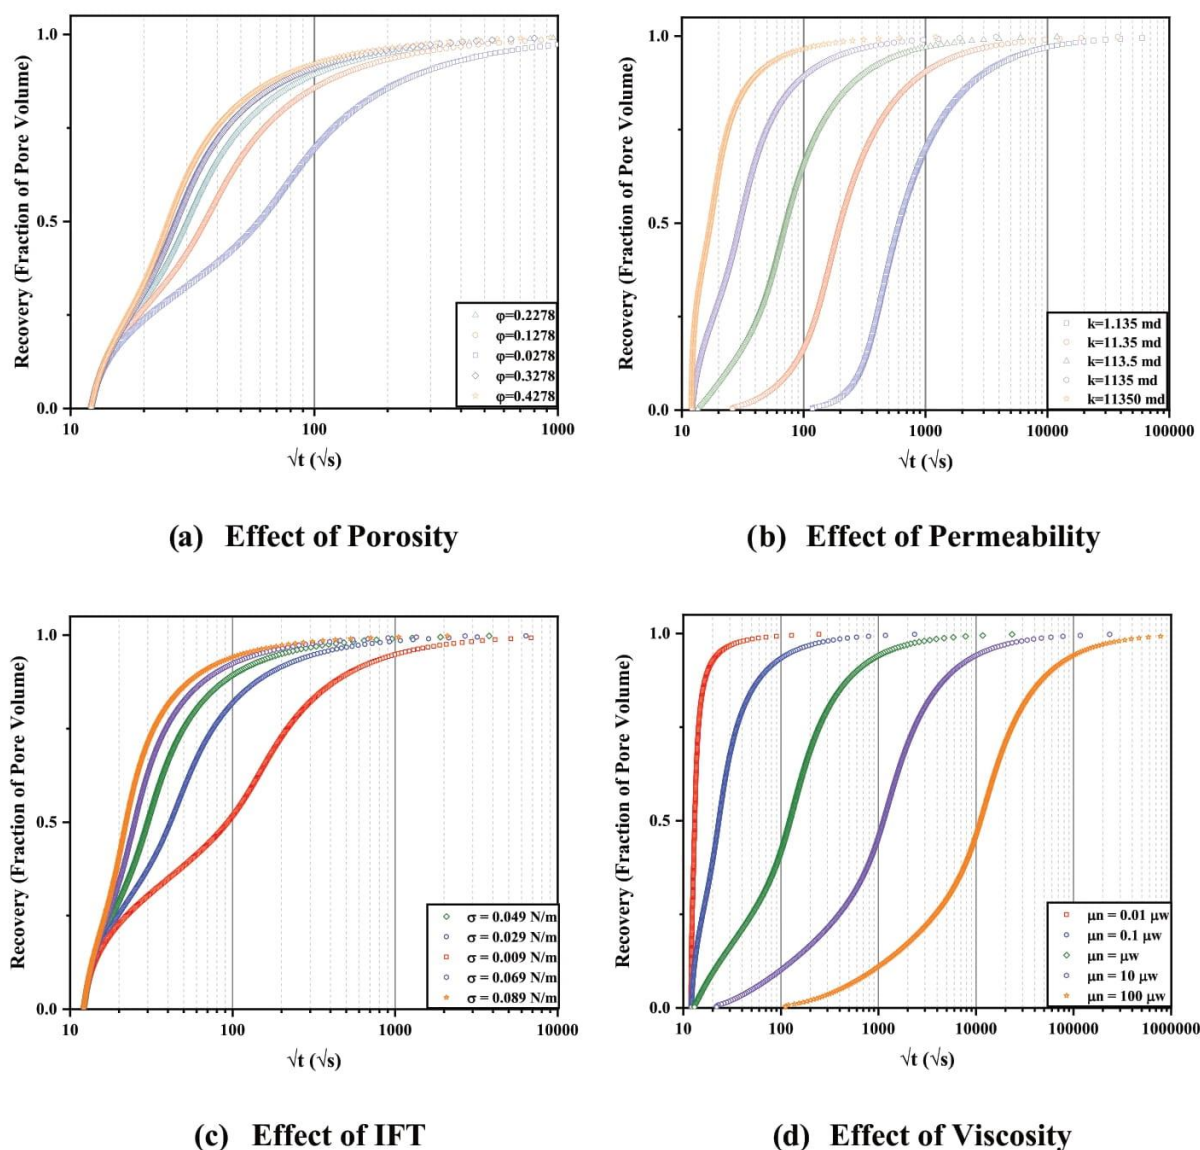 Recovery (Fraction of Pore Volume)
1.0
0.5
0.0
φ=0.2278
φ=0.1278
φ=0.0278
φ=0.3278
φ=0.4278
10
100
1000
√t (√s)
(a) Effect of Porosity
Recovery (Fraction of Pore Volume)
1.0
0.5
0.0
k=1.135 md
k=11.35 md
k=113.5 md
k=1135 md
k=11350 md
10
100
1000
10000
100000
√t (√s)
(b) Effect of Permeability
Recovery (Fraction of Pore Volume)
1.0
0.5
0.0
σ = 0.049 N/m
σ = 0.029 N/m
σ = 0.009 N/m
σ = 0.069 N/m
σ = 0.089 N/m
10
100
1000
10000
√t (√s)
(c) Effect of IFT
Recovery (Fraction of Pore Volume)
1.0
0.5
0.0
μn = 0.01 μw
μn = 0.1 μw
μn = μw
μn = 10 μw
μn = 100 μw
10
100
1000
10000
100000
1000000
√t (√s)
(d) Effect of Viscosity